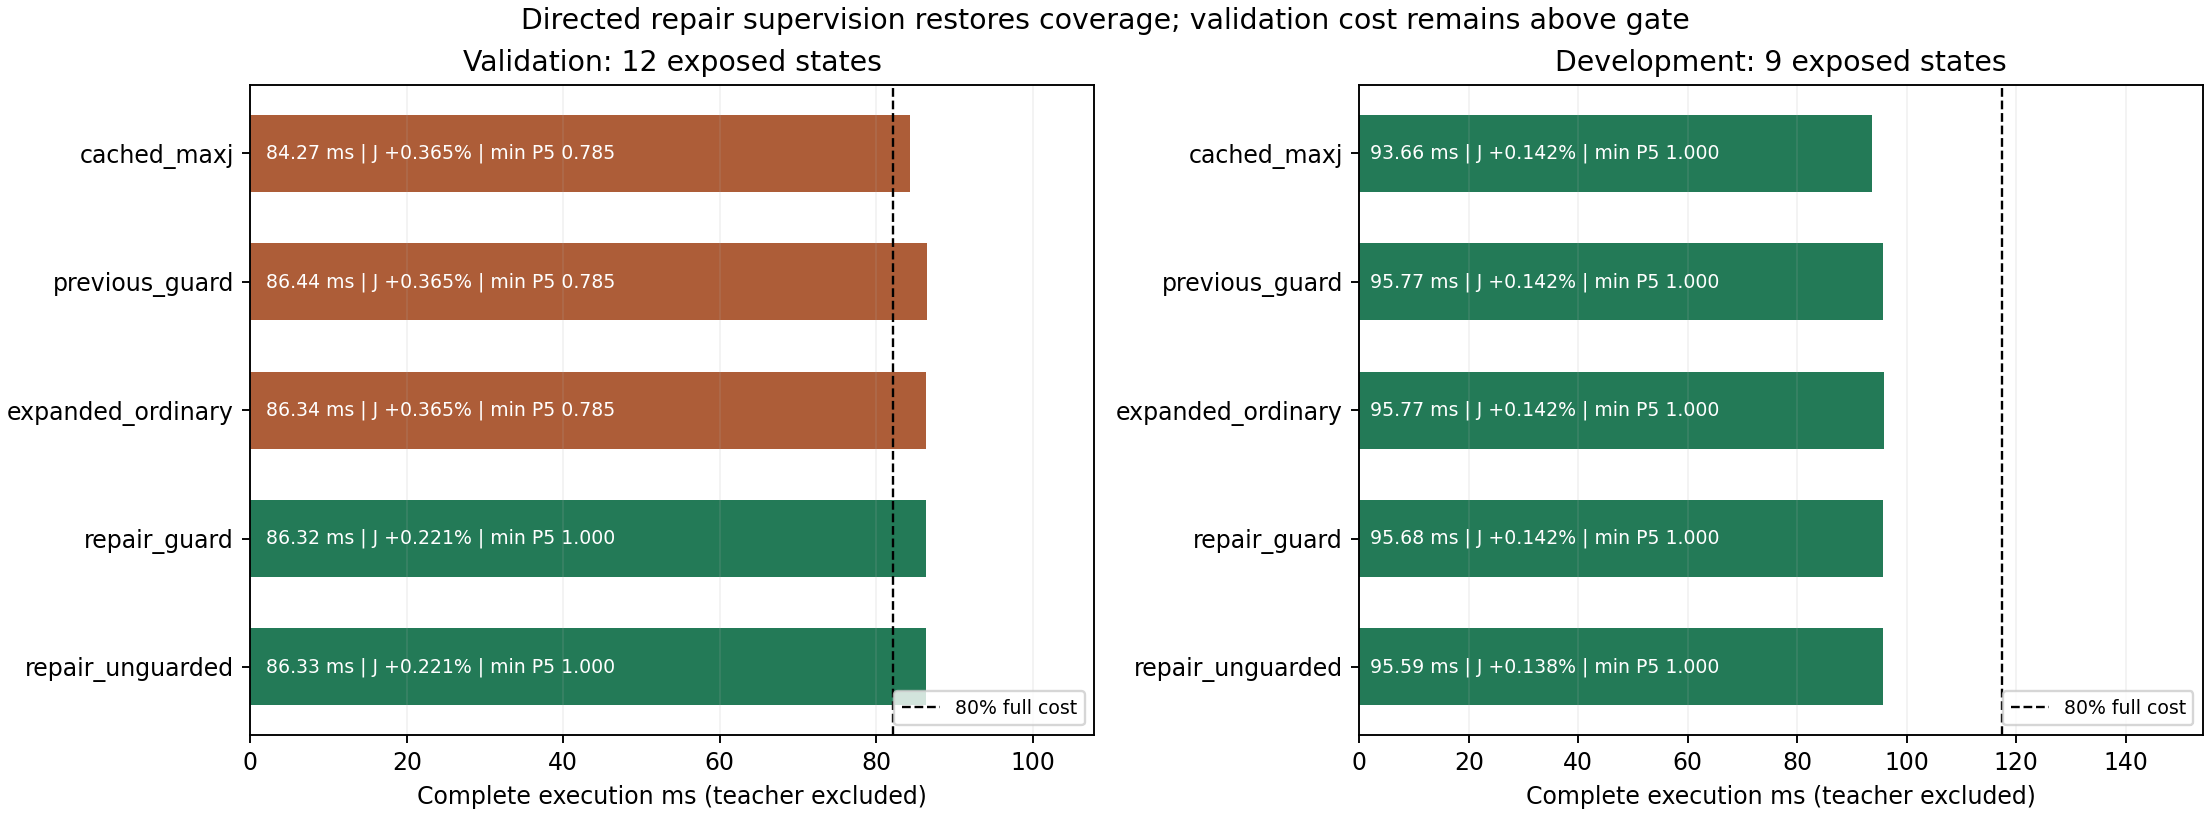 Directed repair supervision restores coverage; validation cost remains above gate
Validation: 12 exposed states
cached_maxj
84.27 ms | J +0.365% | min P5 0.785
previous_guard
86.44 ms | J +0.365% | min P5 0.785
expanded_ordinary
86.34 ms | J +0.365% | min P5 0.785
repair_guard
86.32 ms | J +0.221% | min P5 1.000
repair_unguarded
86.33 ms | J +0.221% | min P5 1.000
80% full cost
0 20 40 60 80 100
Complete execution ms (teacher excluded)
Development: 9 exposed states
cached_maxj
93.66 ms | J +0.142% | min P5 1.000
previous_guard
95.77 ms | J +0.142% | min P5 1.000
expanded_ordinary
95.77 ms | J +0.142% | min P5 1.000
repair_guard
95.68 ms | J +0.142% | min P5 1.000
repair_unguarded
95.59 ms | J +0.138% | min P5 1.000
80% full cost
0 20 40 60 80 100 120 140
Complete execution ms (teacher excluded)